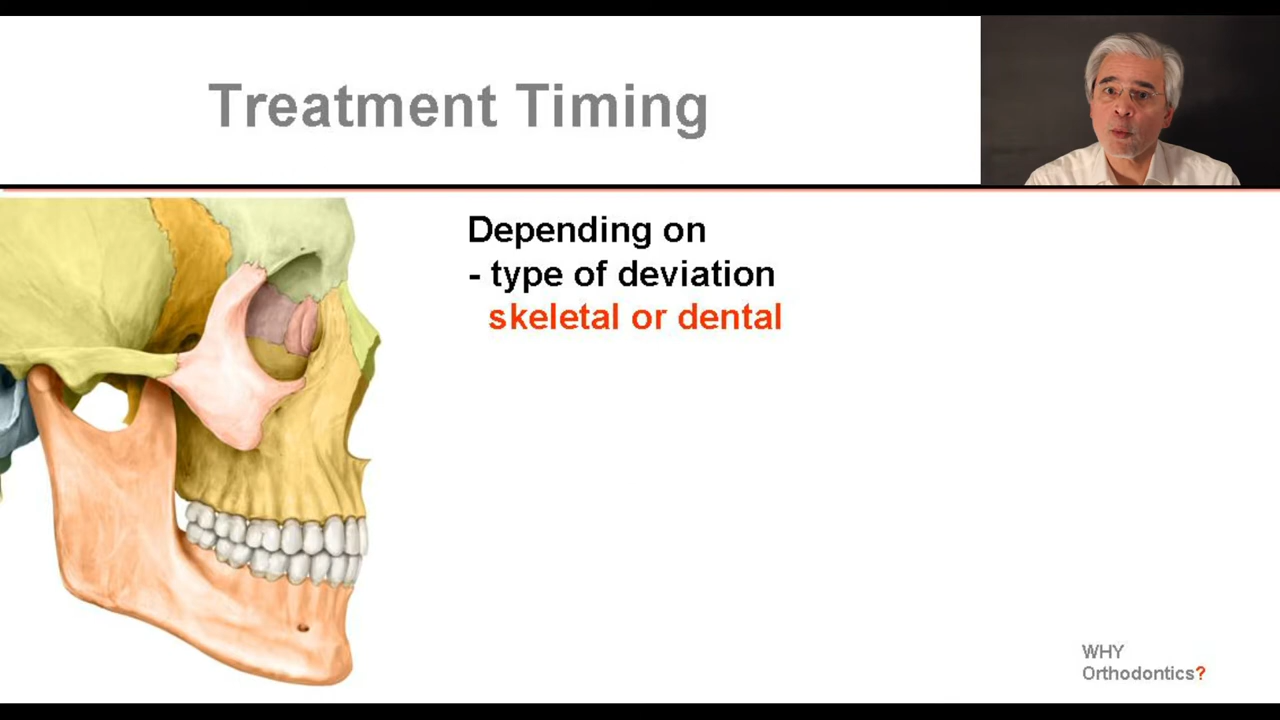 Treatment Timing
Depending on
- type of deviation
skeletal or dental
WHY
Orthodontics?